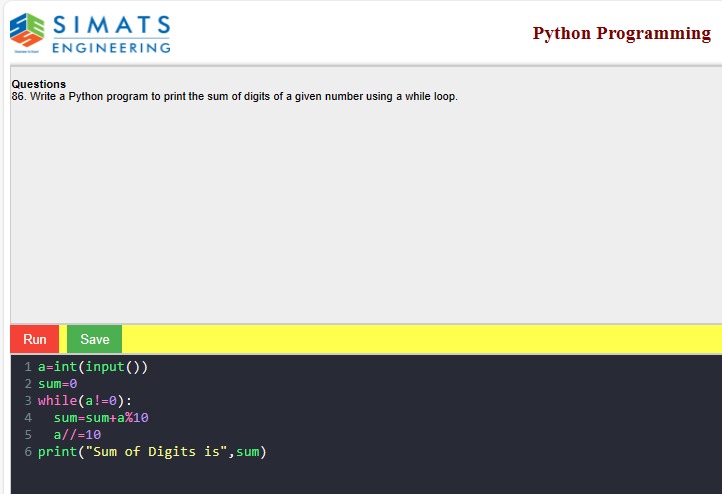 SIMATS
ENGINEERING
Python Programming
Questions
86. Write a Python program to print the sum of digits of a given number using a while loop.
Run Save
1 a=int(input())
2 sum=0
3 while(a!=0):
4   sum=sum+a%10
5   a//=10
6 print("Sum of Digits is",sum)